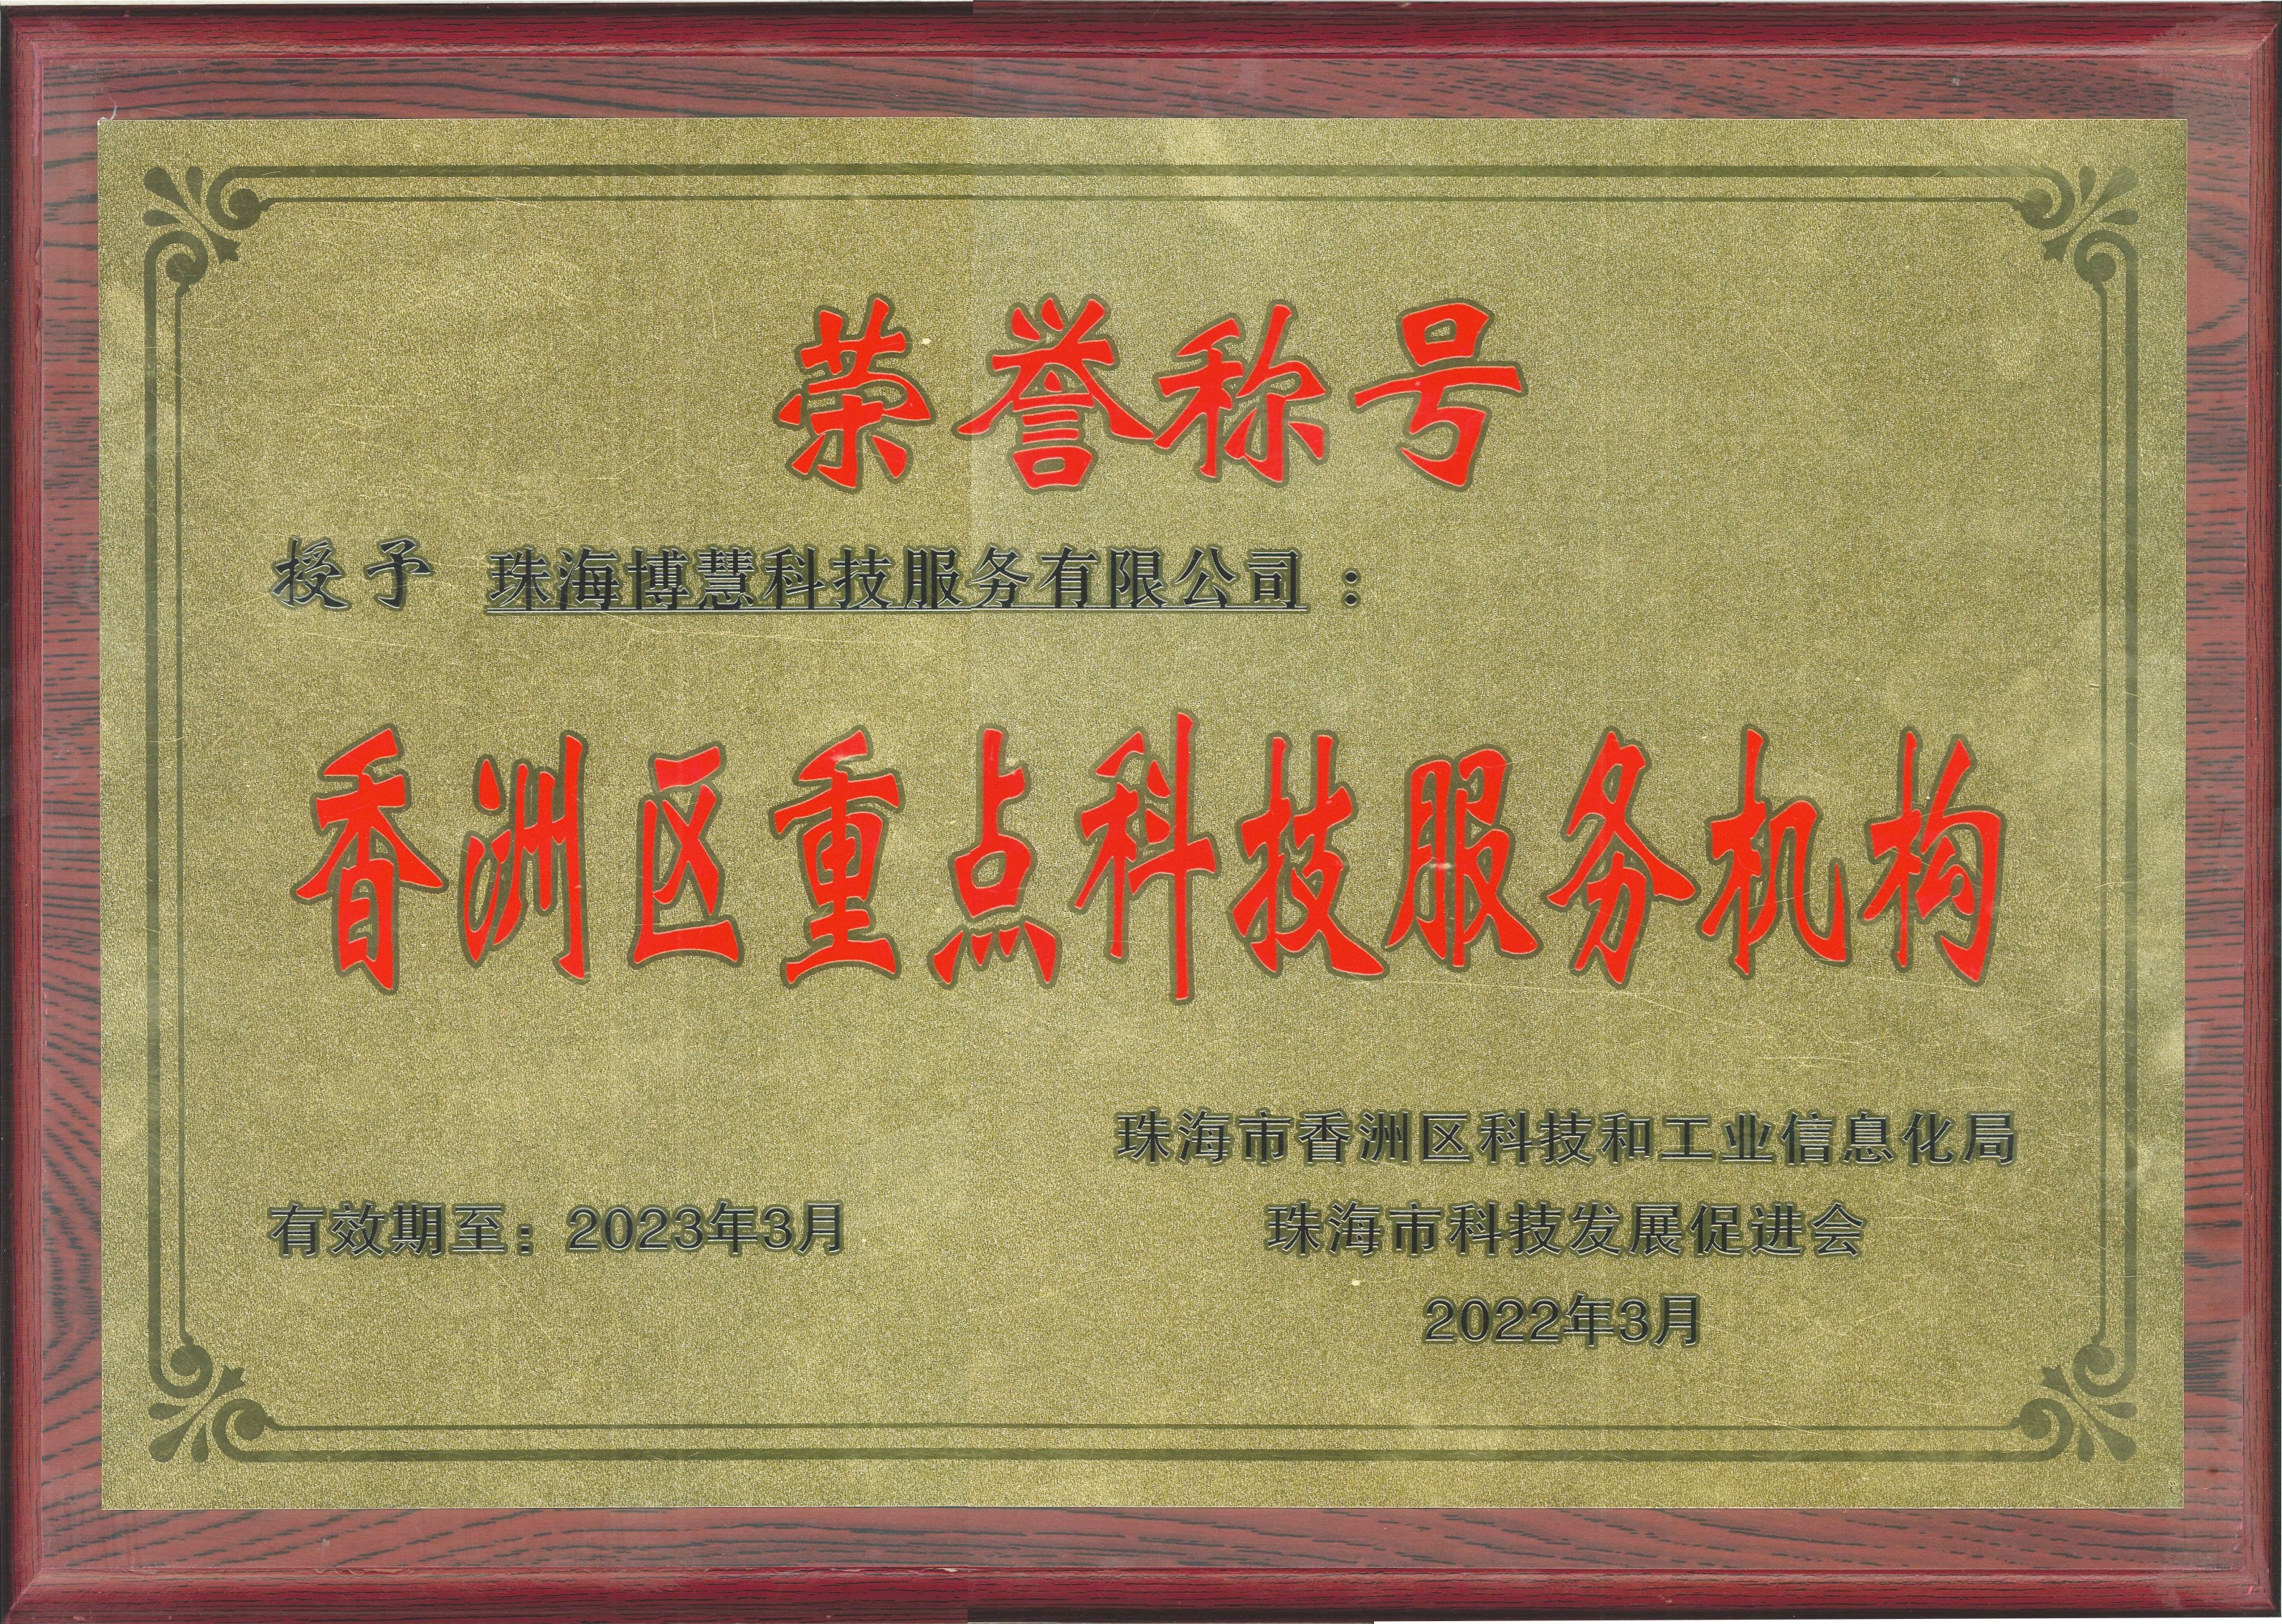 荣誉称号
授予 珠海博慧科技服务有限公司：
香洲区重点科技服务机构
珠海市香洲区科技和工业信息化局
有效期至：2023年3月 珠海市科技发展促进会
2022年3月